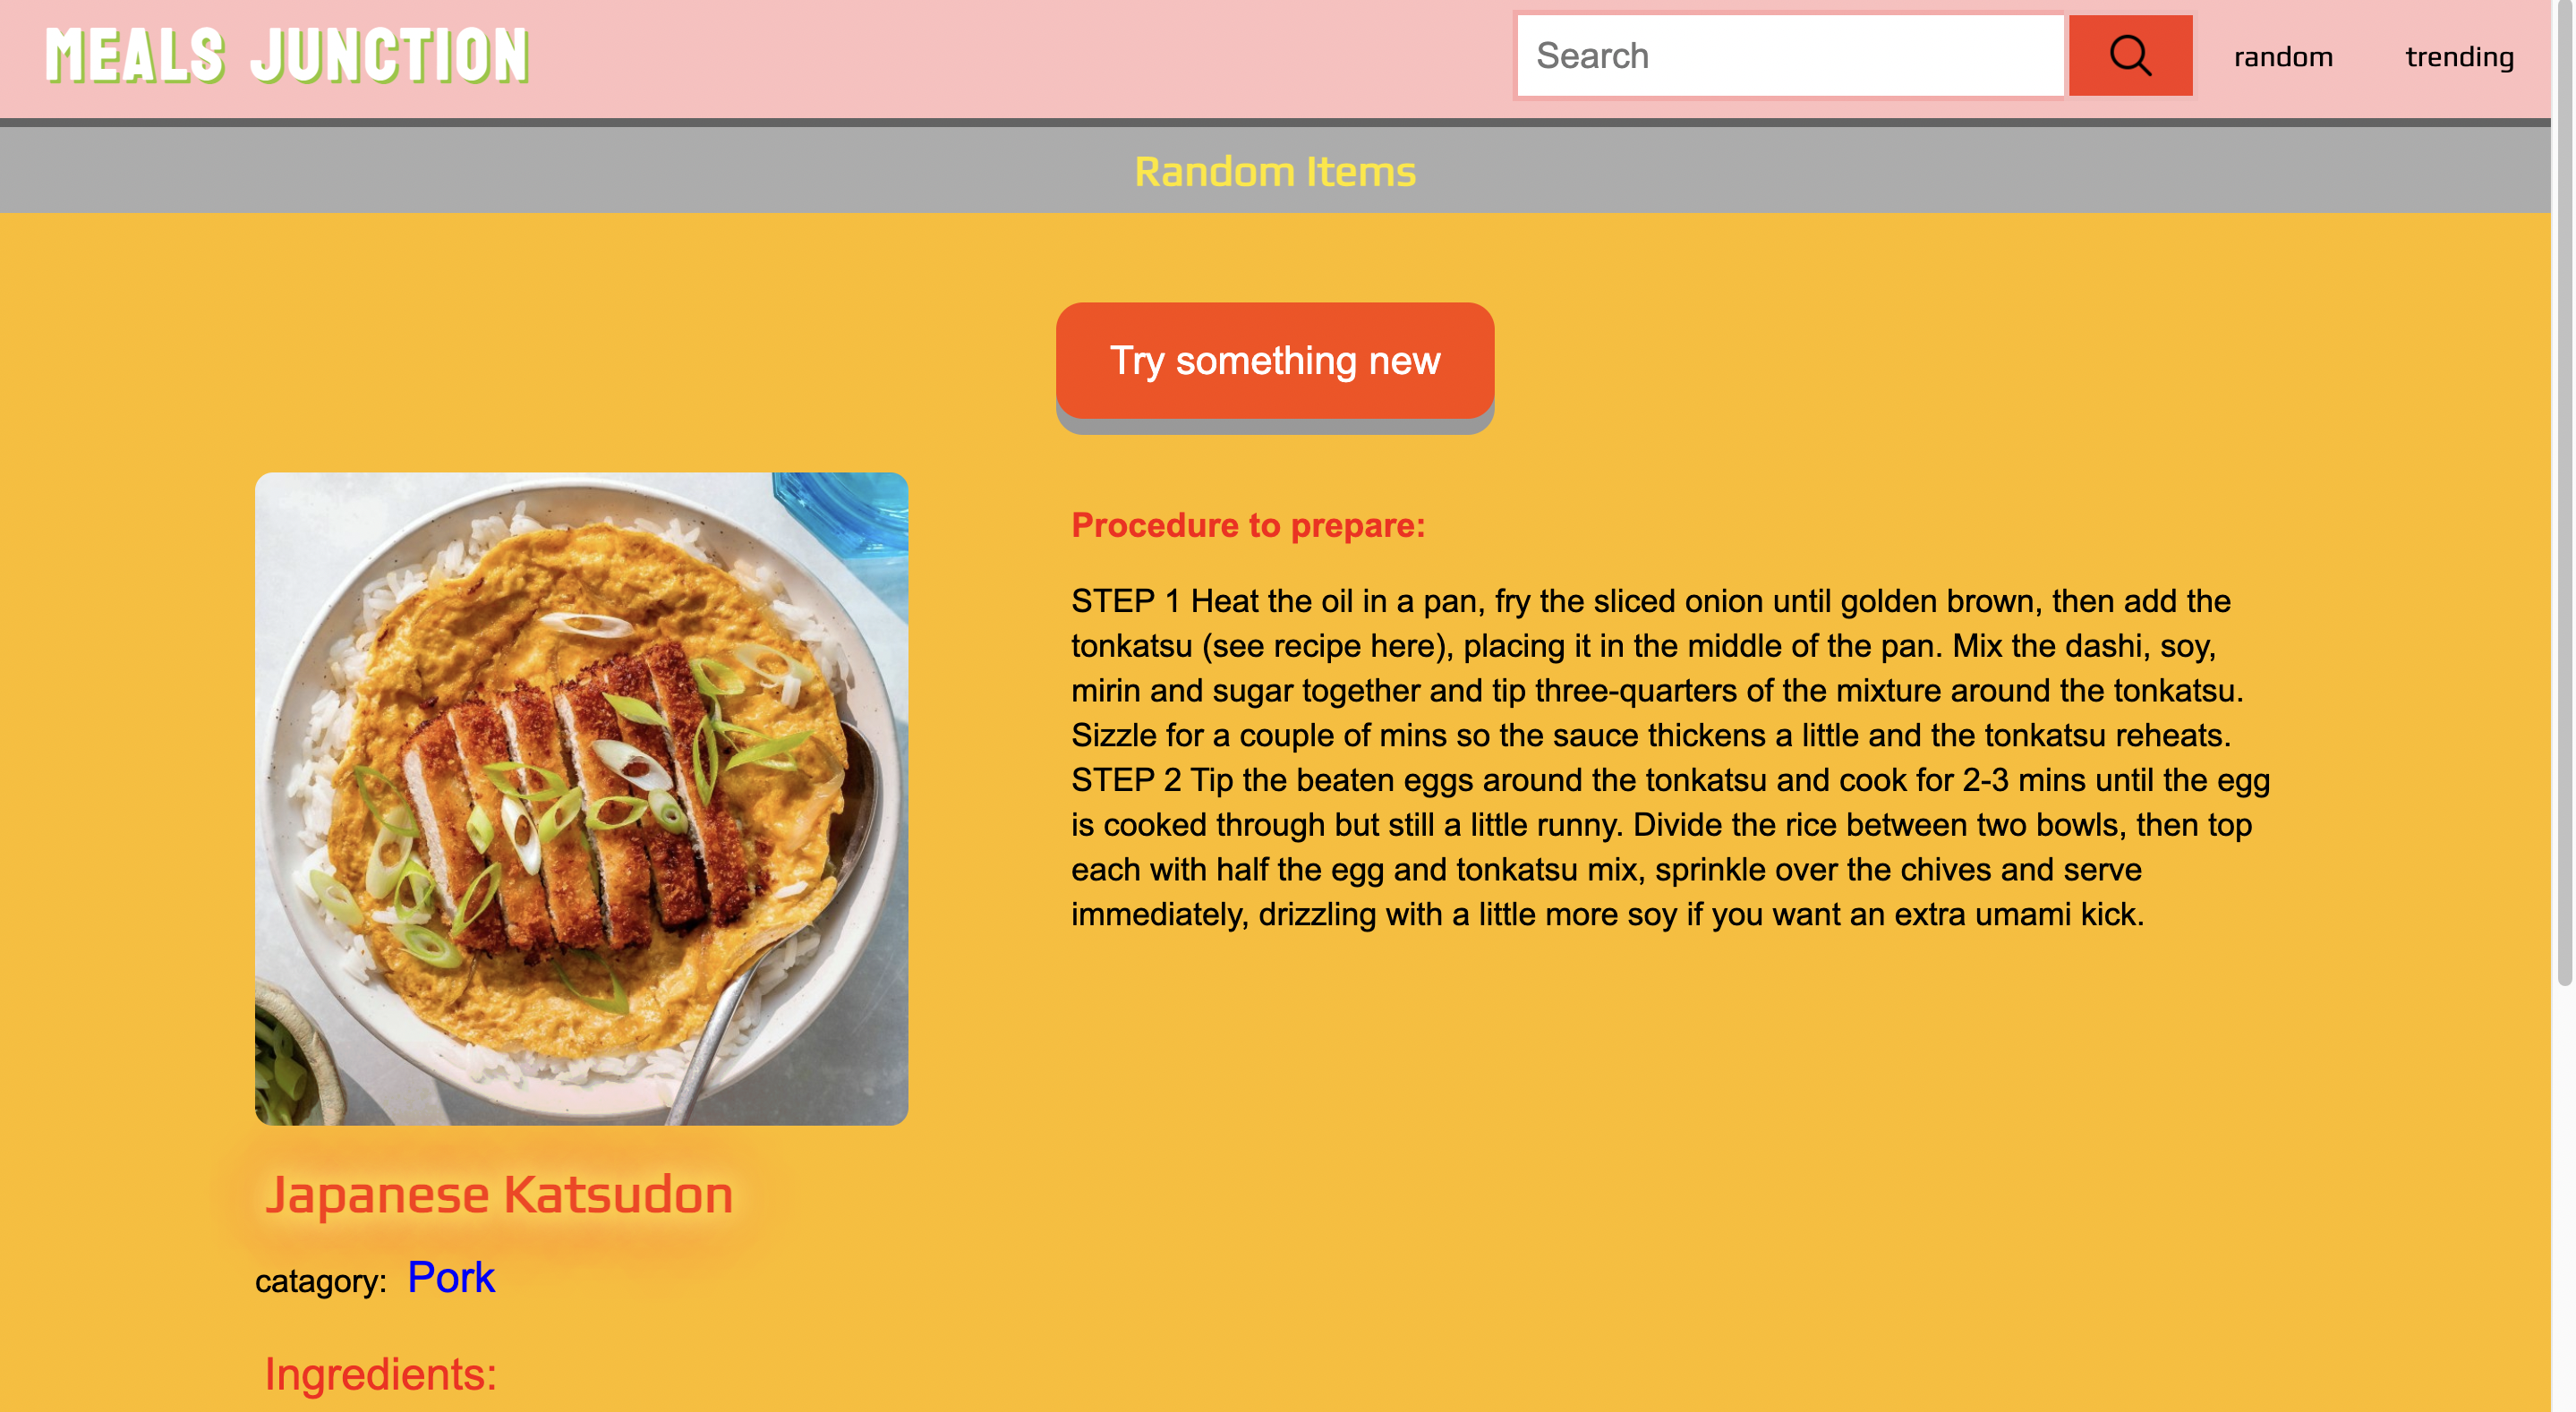 MEALS JUNCTION
Search
random
trending
Random Items
Try something new
Procedure to prepare:
STEP 1 Heat the oil in a pan, fry the sliced onion until golden brown, then add the
tonkatsu (see recipe here), placing it in the middle of the pan. Mix the dashi, soy,
mirin and sugar together and tip three-quarters of the mixture around the tonkatsu.
Sizzle for a couple of mins so the sauce thickens a little and the tonkatsu reheats.
STEP 2 Tip the beaten eggs around the tonkatsu and cook for 2-3 mins until the egg
is cooked through but still a little runny. Divide the rice between two bowls, then top
each with half the egg and tonkatsu mix, sprinkle over the chives and serve
immediately, drizzling with a little more soy if you want an extra umami kick.
Japanese Katsudon
catagory: Pork
Ingredients: